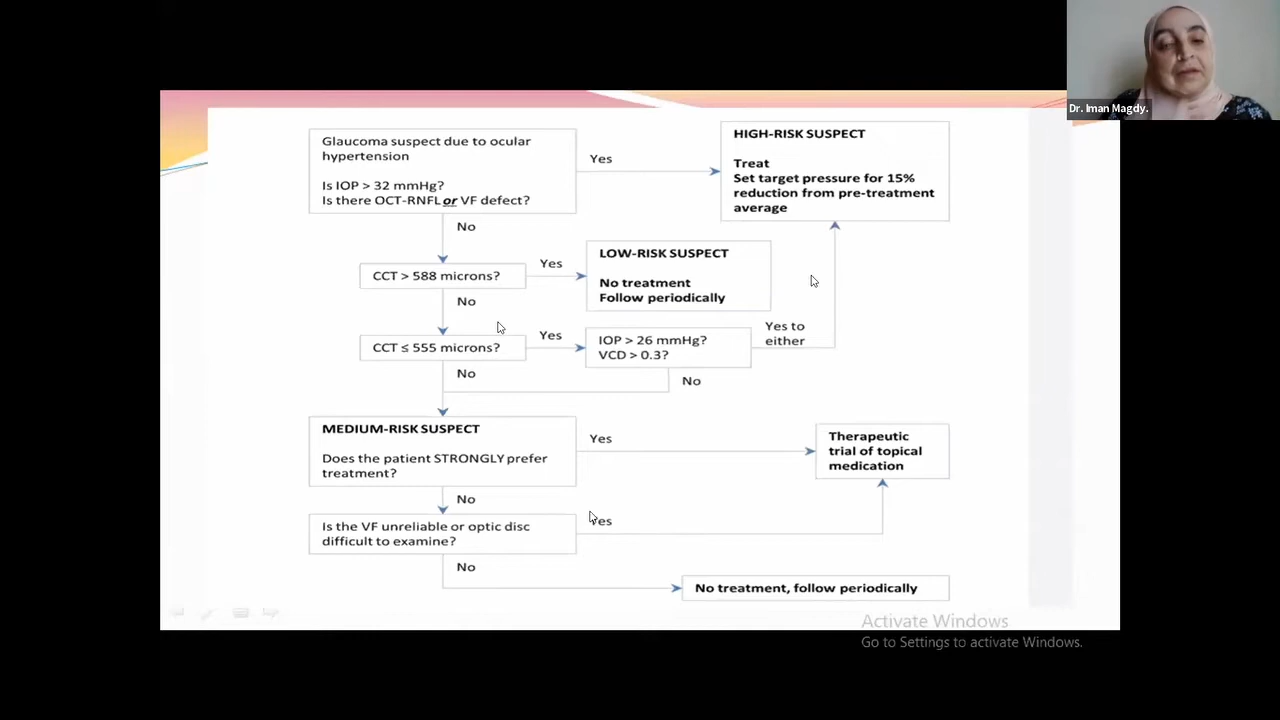 Dr. Iman Magdy.
Glaucoma suspect due to ocular
hypertension
Is IOP > 32 mmHg?
Is there OCT-RNFL or VF defect?
Yes
HIGH-RISK SUSPECT
Treat
Set target pressure for 15%
reduction from pre-treatment
average
No
CCT > 588 microns?
Yes
LOW-RISK SUSPECT
No treatment
Follow periodically
No
CCT ≤ 555 microns?
Yes
IOP > 26 mmHg?
VCD > 0.3?
Yes to
either
No
No
MEDIUM-RISK SUSPECT
Does the patient STRONGLY prefer
treatment?
Yes
Therapeutic
trial of topical
medication
No
Is the VF unreliable or optic disc
difficult to examine?
Yes
No
No treatment, follow periodically
Activate Windows
Go to Settings to activate Windows.